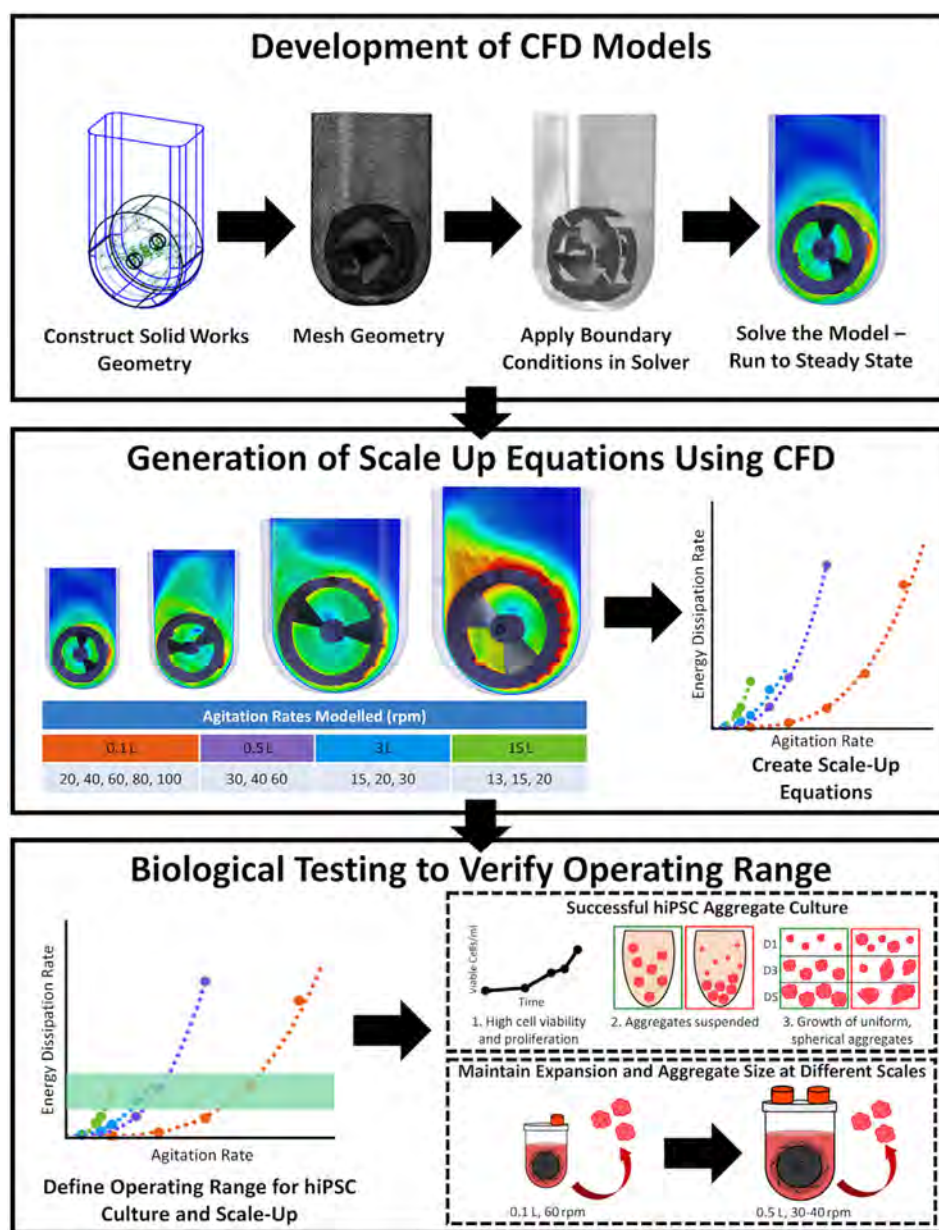 Development of CFD Models
Construct Solid Works
Geometry
Mesh Geometry
Apply Boundary
Conditions in Solver
Solve the Model –
Run to Steady State
Generation of Scale Up Equations Using CFD
Agitation Rates Modelled (rpm)
0.1 L
0.5 L
3 L
15 L
20, 40, 60, 80, 100
30, 40 60
15, 20, 30
13, 15, 20
Energy Dissipation Rate
Agitation Rate
Create Scale-Up
Equations
Biological Testing to Verify Operating Range
Energy Dissipation Rate
Agitation Rate
Define Operating Range for hiPSC
Culture and Scale-Up
Successful hiPSC Aggregate Culture
Viable Cells/ml
Time
1. High cell viability
and proliferation
2. Aggregates suspended
D1
D3
D5
3. Growth of uniform,
spherical aggregates
Maintain Expansion and Aggregate Size at Different Scales
0.1 L, 60 rpm
0.5 L, 30-40 rpm